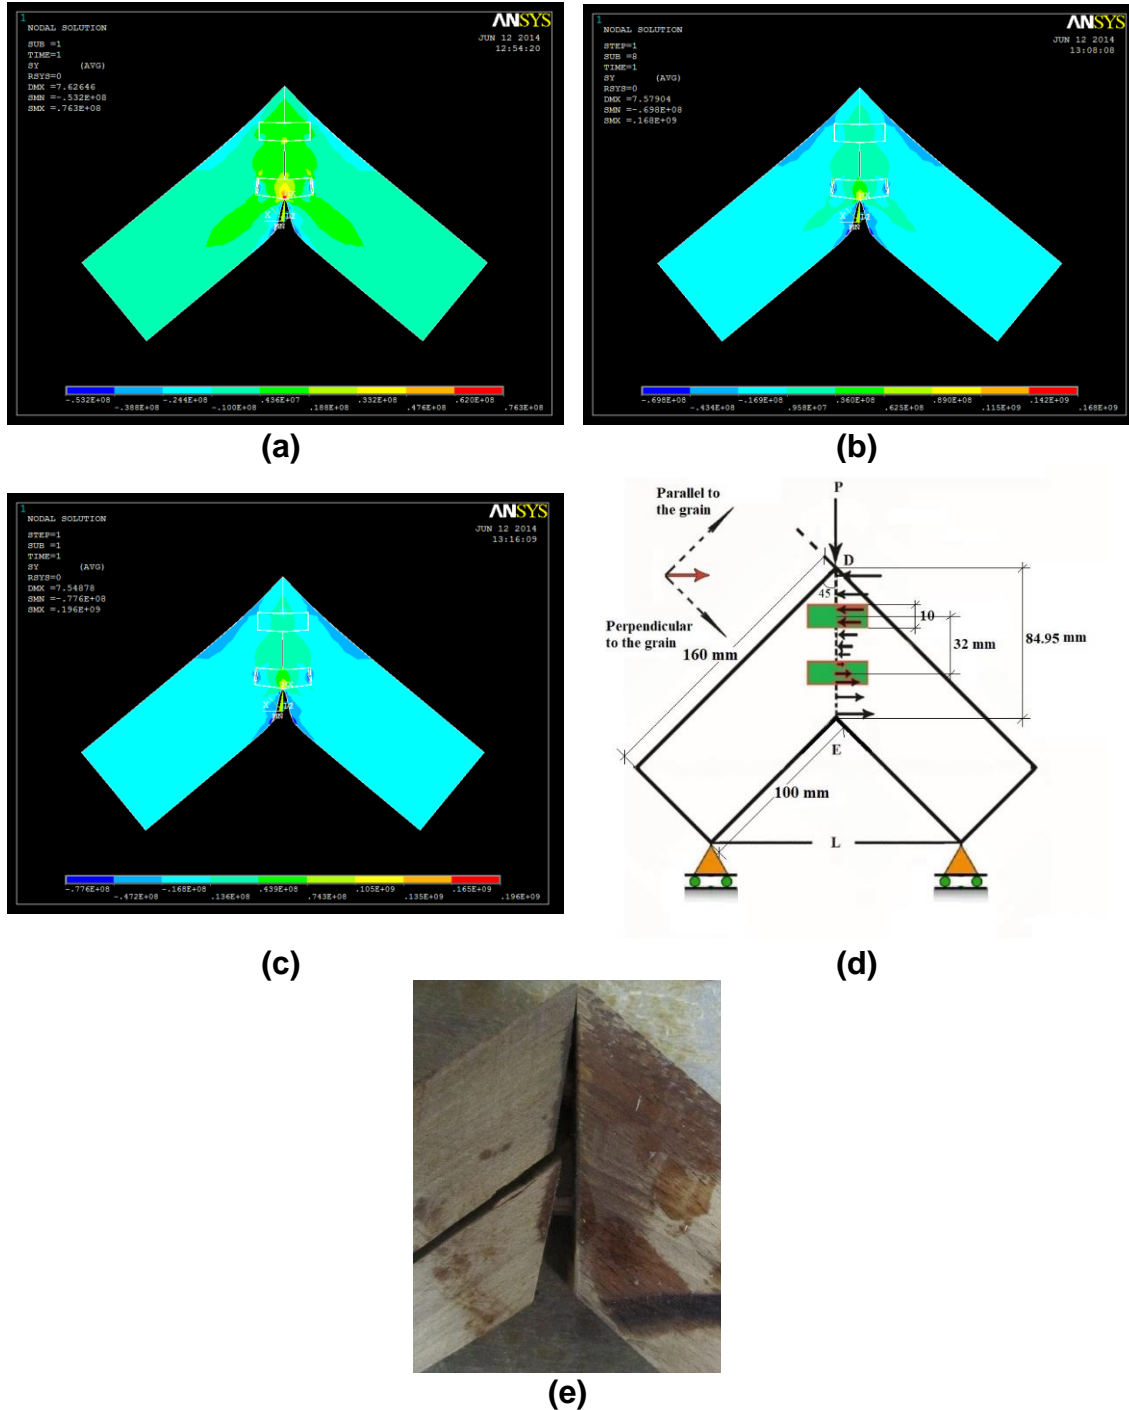 1
NODAL SOLUTION
SUB =1
TIME=1
SY (AVG)
RSYS=0
DMX =7.62646
SMN =-.532E+08
SMX =.763E+08
ANSYS
JUN 12 2014
12:54:20
X
MN
-.532E+08 -.244E+08 .436E+07 .332E+08 .620E+08
-.388E+08 -.100E+08 .188E+08 .476E+08 .763E+08
(a)
1
NODAL SOLUTION
STEP=1
SUB =8
TIME=1
SY (AVG)
RSYS=0
DMX =7.57904
SMN =-.698E+08
SMX =.168E+09
ANSYS
JUN 12 2014
13:08:08
X
MN
-.698E+08 -.169E+08 .360E+08 .890E+08 .142E+09
-.434E+08 .958E+07 .625E+08 .115E+09 .168E+09
(b)
1
NODAL SOLUTION
STEP=1
SUB =1
TIME=1
SY (AVG)
RSYS=0
DMX =7.54878
SMN =-.776E+08
SMX =.196E+09
ANSYS
JUN 12 2014
13:16:09
X
MN
-.776E+08 -.168E+08 .439E+08 .105E+09 .165E+09
-.472E+08 .136E+08 .743E+08 .135E+09 .196E+09
(c)
P
Parallel to
the grain
D
45
10
Perpendicular
to the grain
32 mm
84.95 mm
160 mm
E
100 mm
L
(d)
(e)